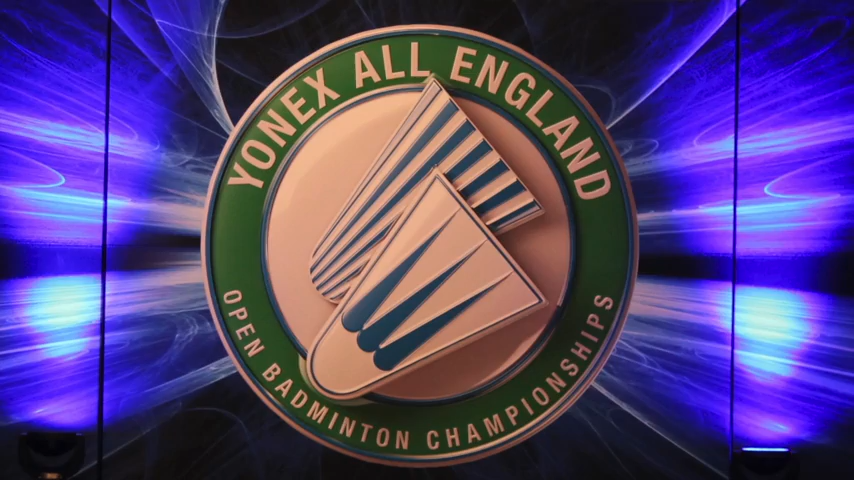 YONEX ALL ENGLAND
OPEN BADMINTON CHAMPIONSHIPS